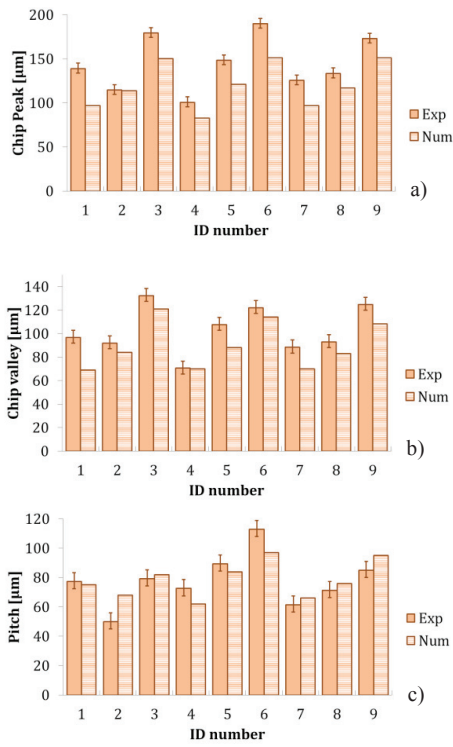 Chip Peak [µm]
200
150
100
50
0
1 2 3 4 5 6 7 8 9
ID number
Exp
Num
a)
Chip valley [µm]
140
120
100
80
60
40
20
0
1 2 3 4 5 6 7 8 9
ID number
Exp
Num
b)
Pitch [µm]
120
100
80
60
40
20
0
1 2 3 4 5 6 7 8 9
ID number
Exp
Num
c)